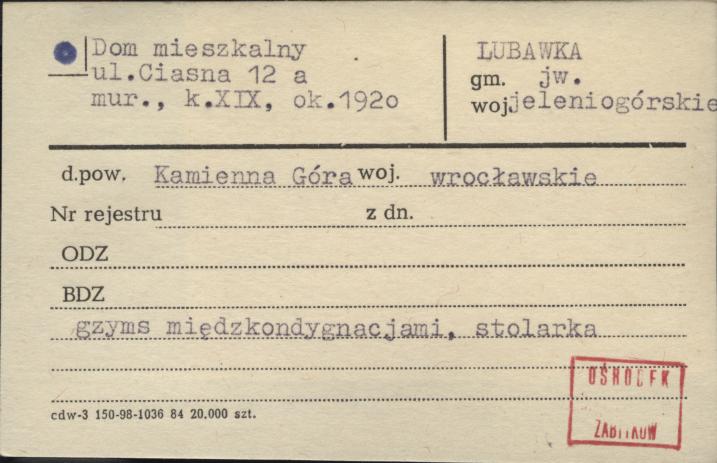 Dom mieszkalny
ul.Ciasna 12 a
mur., k.XIX, ok.1920
LUBAWKA
gm. jw.
woj. jeleniogórskie
d.pow. Kamienna Góra woj. wrocławskie
Nr rejestru z dn.
ODZ
BDZ
gzyms międzkondygnacjami, stolarka
OŚRODEK
ZABYTKÓW
cdw-3 150-98-1036 84 20.000 szt.